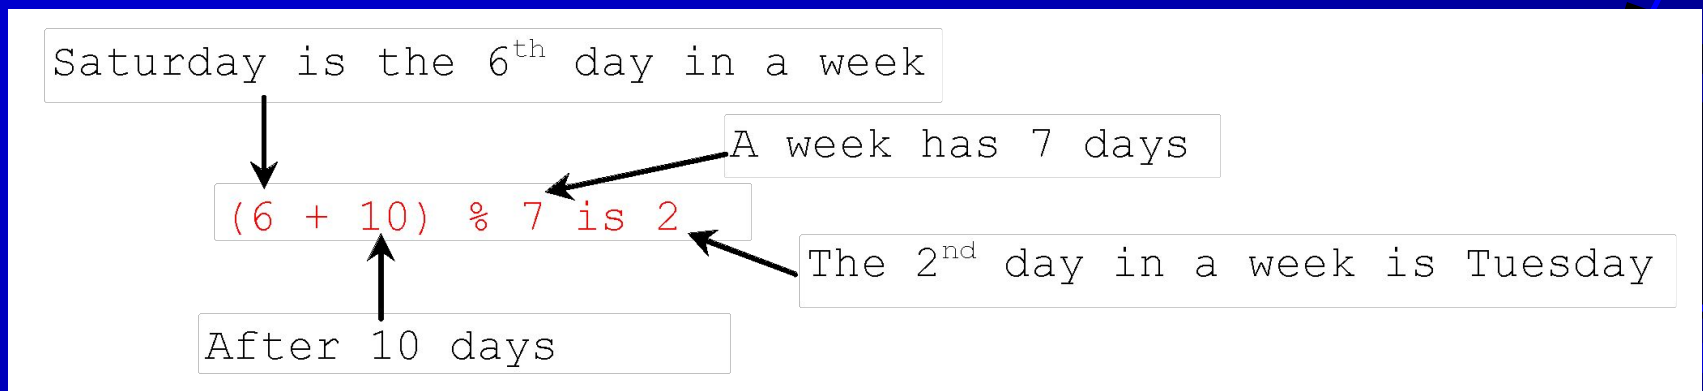 Saturday is the 6th day in a week
A week has 7 days
(6 + 10) % 7 is 2
The 2nd day in a week is Tuesday
After 10 days